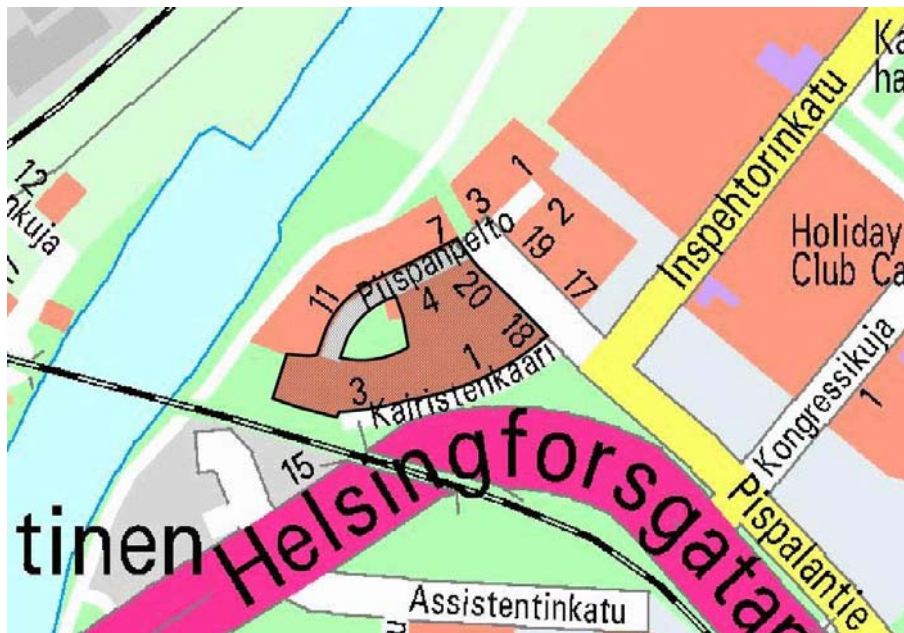 Ka
ha
Inspehtorinkatu
12
nkuja
1
3
2
7
19
Piispanpelto
Holiday
Club Ca
11
4
20
17
18
1
3
Kairistenkaari
Kongressikuja
1
15
Helsingforsgatan
Pispalantie
tinen
Assistentinkatu